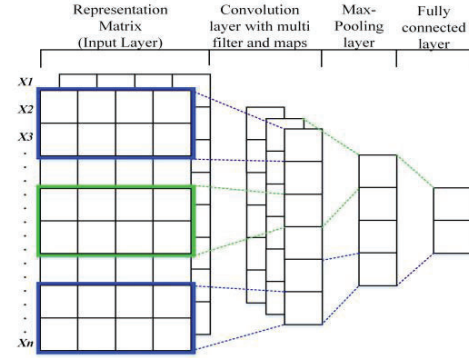 Representation
Matrix
(Input Layer)
Convolution
layer with multi
filter and maps
Max-
Pooling
layer
Fully
connected
layer
X1
X2
X3
.
.
.
.
.
.
.
.
.
.
.
Xn